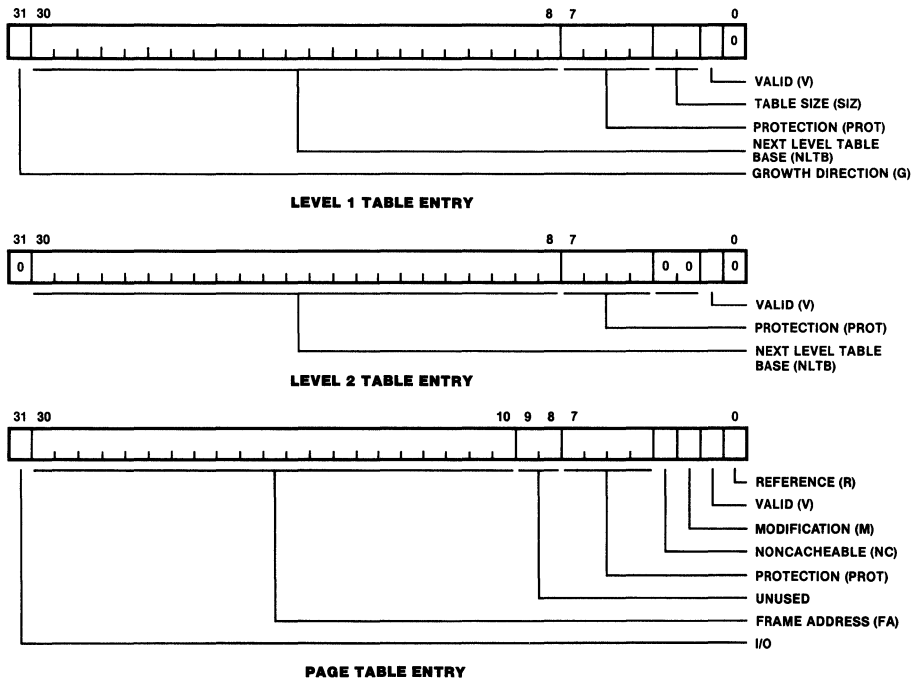 31 30 8 7 0
0
VALID (V)
TABLE SIZE (SIZ)
PROTECTION (PROT)
NEXT LEVEL TABLE
BASE (NLTB)
GROWTH DIRECTION (G)
LEVEL 1 TABLE ENTRY
31 30 8 7 0
0 0 0 0
VALID (V)
PROTECTION (PROT)
NEXT LEVEL TABLE
BASE (NLTB)
LEVEL 2 TABLE ENTRY
31 30 10 9 8 7 0
REFERENCE (R)
VALID (V)
MODIFICATION (M)
NONCACHEABLE (NC)
PROTECTION (PROT)
UNUSED
FRAME ADDRESS (FA)
I/O
PAGE TABLE ENTRY